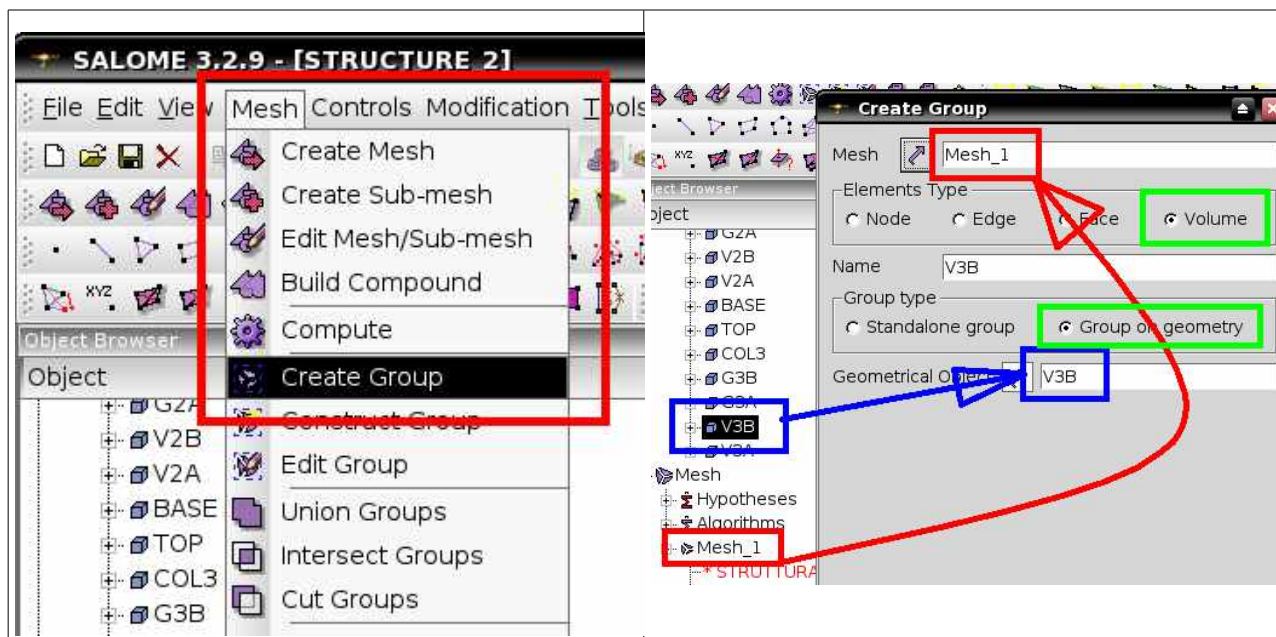 SALOME 3.2.9 - [STRUCTURE_2]
File Edit View Mesh Controls Modification Tools
Create Mesh
Create Sub-mesh
Edit Mesh/Sub-mesh
Build Compound
Compute
Create Group
Construct Group
Edit Group
Union Groups
Intersect Groups
Cut Groups
XYZ
Object Browser
Object
G2A
V2B
V2A
BASE
TOP
COL3
G3B
Create Group
Mesh Mesh_1
Elements Type
Node Edge Face Volume
Name V3B
Group type
Standalone group Group on geometry
Geometrical Object V3B
XYZ
ject Browser
bject
G2A
V2B
V2A
BASE
TOP
COL3
G3B
G3A
V3B
V3A
Mesh
Hypotheses
Algorithms
Mesh_1
* STRUTTURA